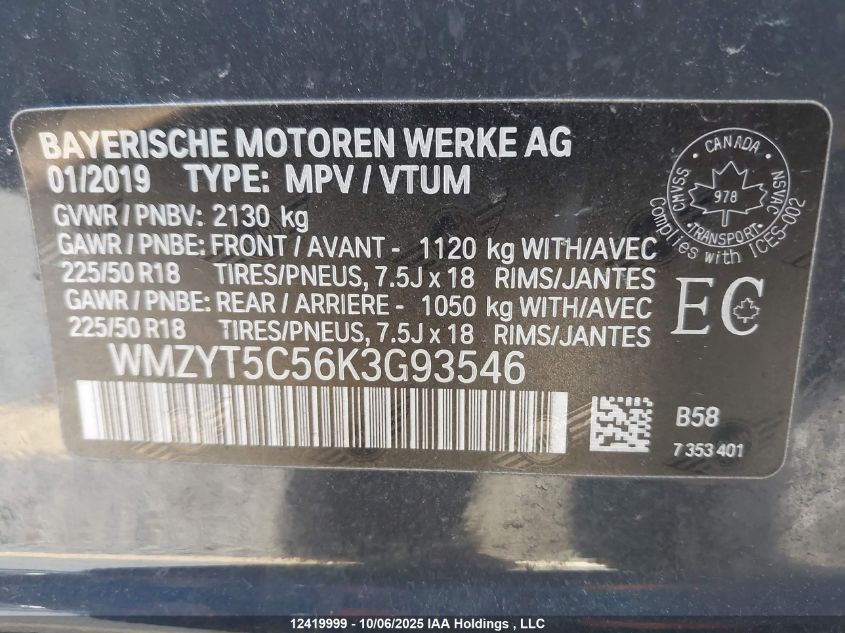 BAYERISCHE MOTOREN WERKE AG
01/2019 TYPE: MPV / VTUM
GVWR / PNBV: 2130 kg
GAWR / PNBE: FRONT / AVANT - 1120 kg WITH/AVEC
225/50 R18 TIRES/PNEUS, 7.5J x 18 RIMS/JANTES
GAWR / PNBE: REAR / ARRIERE - 1050 kg WITH/AVEC
225/50 R18 TIRES/PNEUS, 7.5J x 18 RIMS/JANTES
WMZYT5C56K3G93546
CANADA
CMVSS 978 NSVAC
TRANSPORT
Complies with ICES-002
EC
B58
7 353 401
12419999 - 10/06/2025 IAA Holdings , LLC